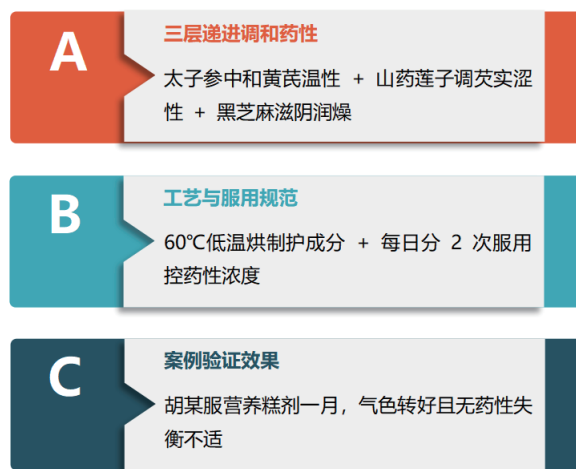 A
三层递进调和药性
太子参中和黄芪温性 + 山药莲子调芡实涩
性 + 黑芝麻滋阴润燥
B
工艺与服用规范
60℃低温烘制护成分 + 每日分 2 次服用
控药性浓度
C
案例验证效果
胡某服营养糕剂一月，气色转好且无药性失
衡不适